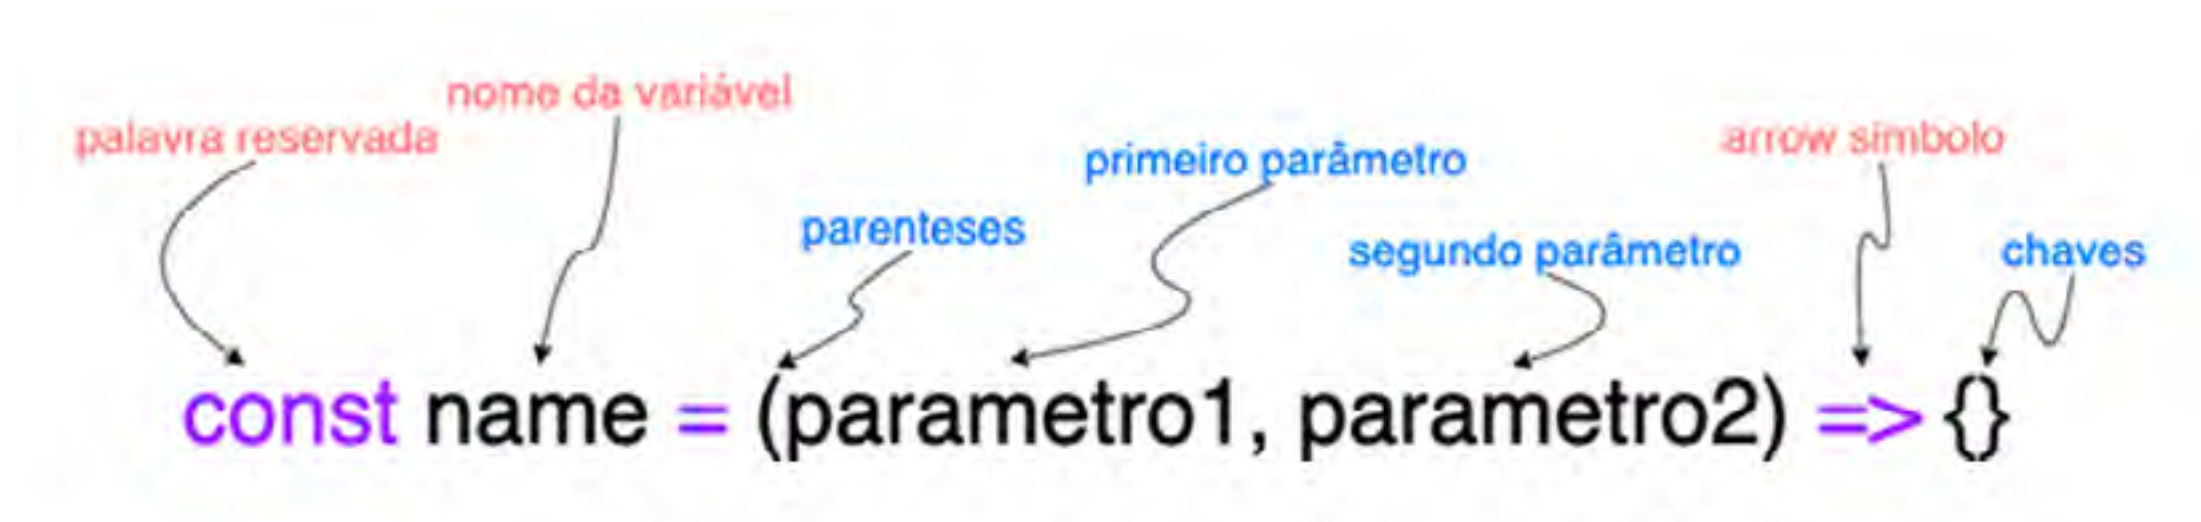 nome da variável
palavra reservada
arrow simbolo
primeiro parâmetro
parenteses
segundo parâmetro
chaves
const name = (parametro1, parametro2) => {}